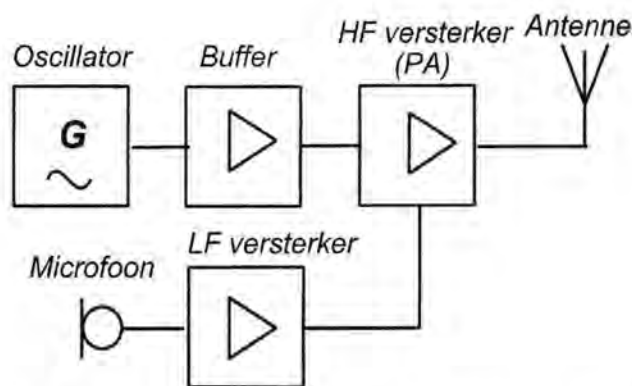 Oscillator
Buffer
HF versterker
(PA)
Antenne
G
LF versterker
Microfoon